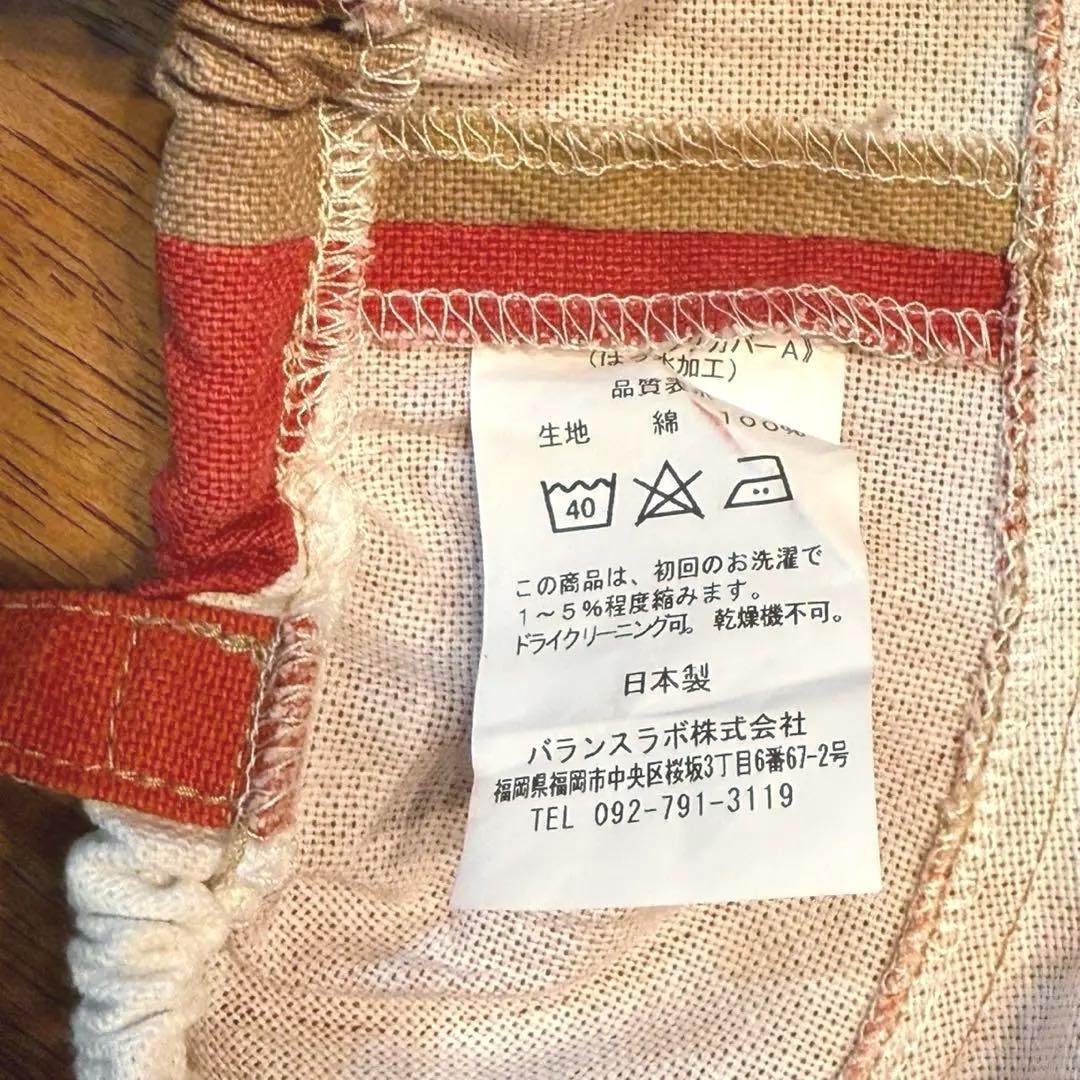 カバーA》
(はっ水加工)
品質表示
生地 綿 100%
40
この商品は、初回のお洗濯で
1～5%程度縮みます。
ドライクリーニング可。乾燥機不可。
日本製
バランスラボ株式会社
福岡県福岡市中央区桜坂3丁目6番67-2号
TEL 092-791-3119